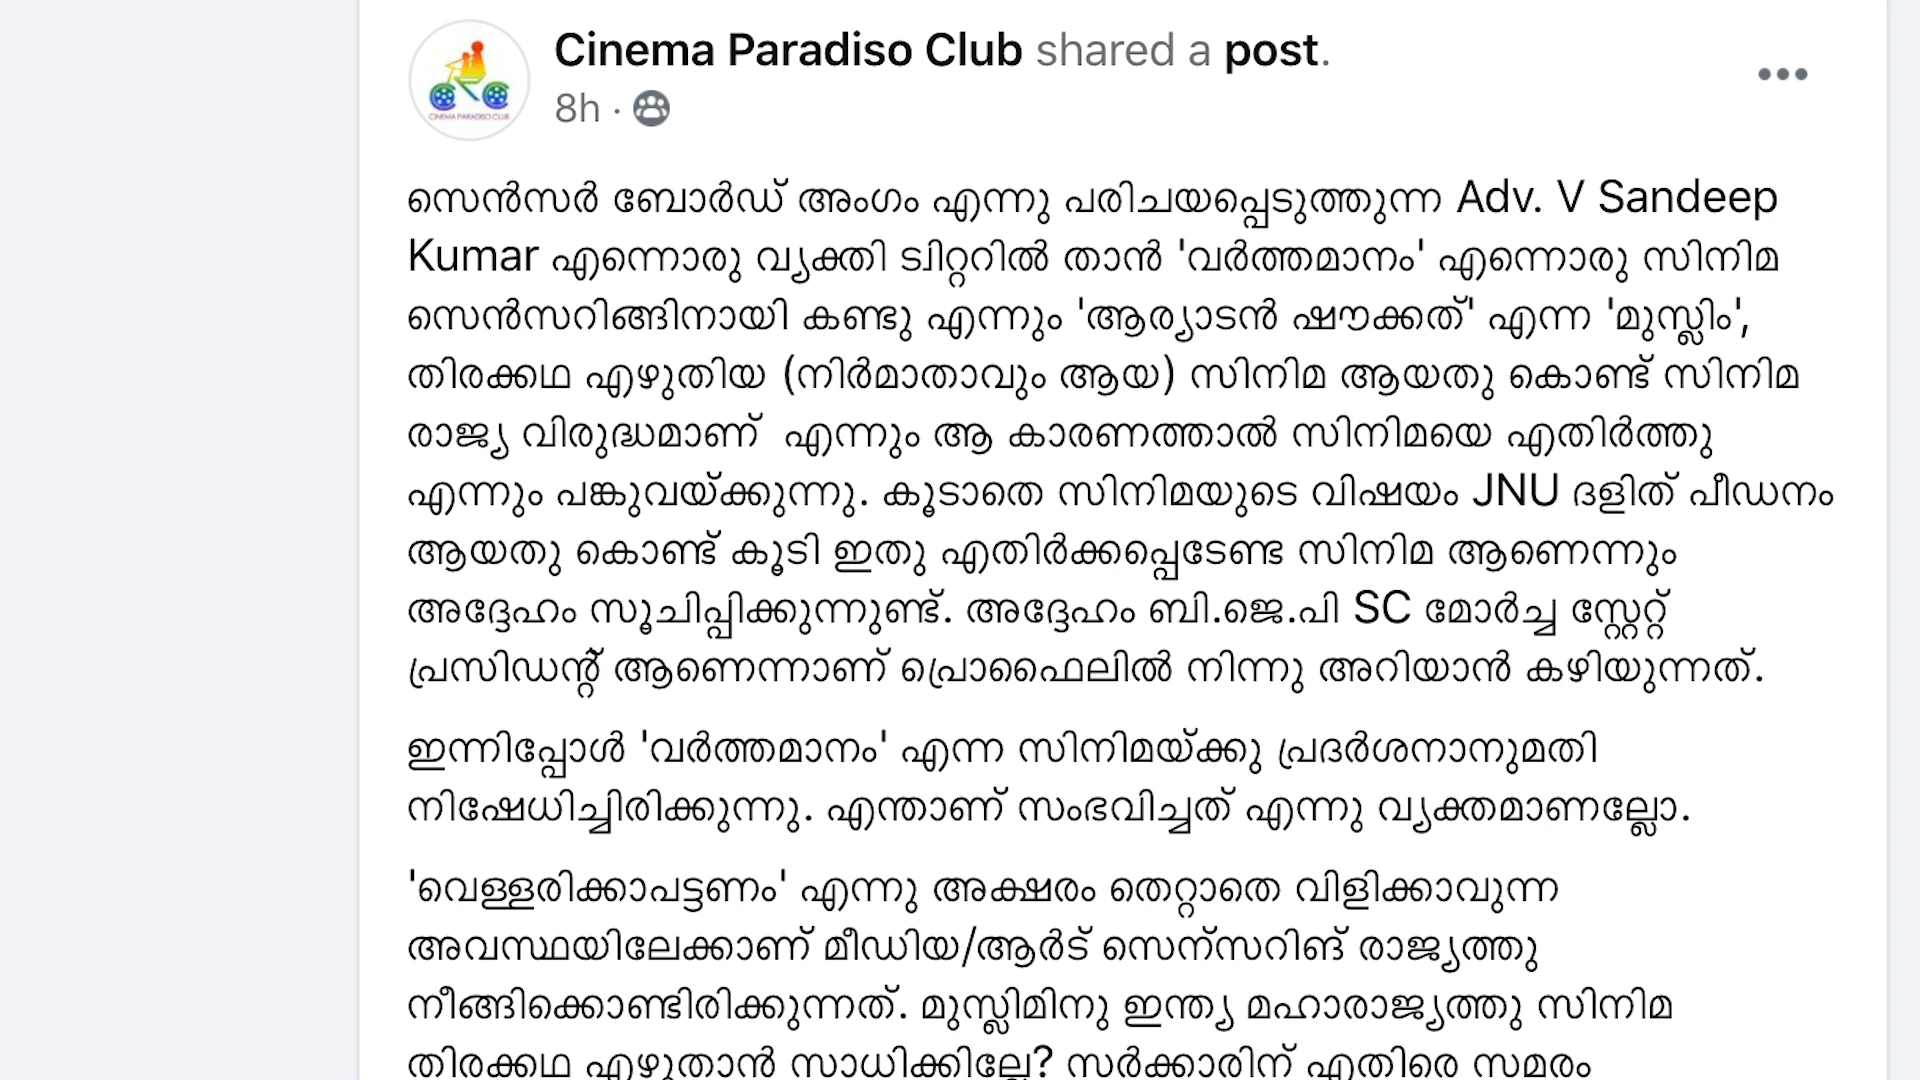 CINEMA PARADISO CLUB
Cinema Paradiso Club shared a post.
8h ·
സെൻസർ ബോർഡ് അംഗം എന്നു പരിചയപ്പെടുത്തുന്ന Adv. V Sandeep
Kumar എന്നൊരു വ്യക്തി ട്വിറ്ററിൽ താൻ 'വർത്തമാനം' എന്നൊരു സിനിമ
സെൻസറിങ്ങിനായി കണ്ടു എന്നും 'ആര്യാടൻ ഷൗക്കത്' എന്ന 'മുസ്ലിം',
തിരക്കഥ എഴുതിയ (നിർമാതാവും ആയ) സിനിമ ആയതു കൊണ്ട് സിനിമ
രാജ്യ വിരുദ്ധമാണ് എന്നും ആ കാരണത്താൽ സിനിമയെ എതിർത്തു
എന്നും പങ്കുവയ്ക്കുന്നു. കൂടാതെ സിനിമയുടെ വിഷയം JNU ദളിത് പീഡനം
ആയതു കൊണ്ട് കൂടി ഇതു എതിർക്കപ്പെടേണ്ട സിനിമ ആണെന്നും
അദ്ദേഹം സൂചിപ്പിക്കുന്നുണ്ട്. അദ്ദേഹം ബി.ജെ.പി SC മോർച്ച സ്റ്റേറ്റ്
പ്രസിഡന്റ് ആണെന്നാണ് പ്രൊഫൈലിൽ നിന്നു അറിയാൻ കഴിയുന്നത്.
ഇന്നിപ്പോൾ 'വർത്തമാനം' എന്ന സിനിമയ്ക്കു പ്രദർശനാനുമതി
നിഷേധിച്ചിരിക്കുന്നു. എന്താണ് സംഭവിച്ചത് എന്നു വ്യക്തമാണല്ലോ.
'വെള്ളരിക്കാപട്ടണം' എന്നു അക്ഷരം തെറ്റാതെ വിളിക്കാവുന്ന
അവസ്ഥയിലേക്കാണ് മീഡിയ/ആർട് സെന്സറിങ് രാജ്യത്തു
നീങ്ങിക്കൊണ്ടിരിക്കുന്നത്. മുസ്ലിമിനു ഇന്ത്യ മഹാരാജ്യത്തു സിനിമ
തിരക്കഥ എഴുതാൻ സാധിക്കില്ലേ? സർക്കാരിന് എതിരെ സമരം